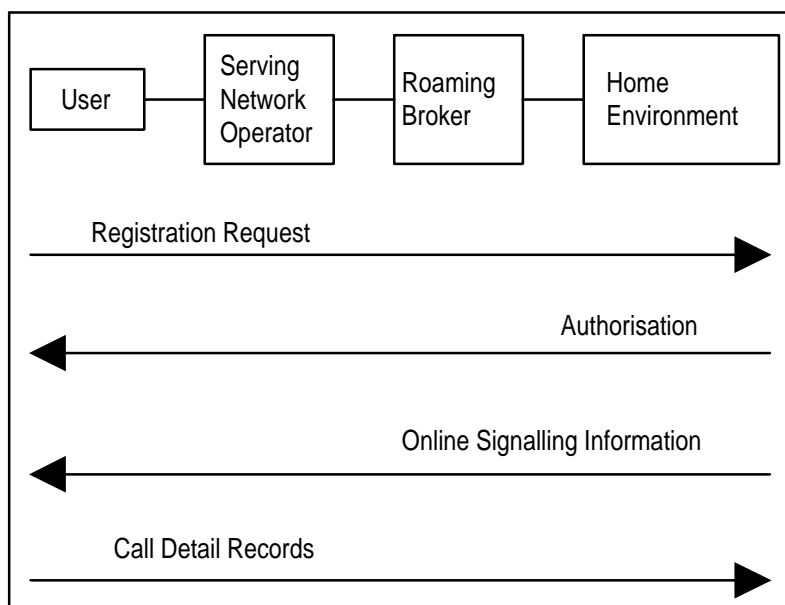 User
Serving
Network
Operator
Roaming
Broker
Home
Environment
Registration Request
Authorisation
Online Signalling Information
Call Detail Records